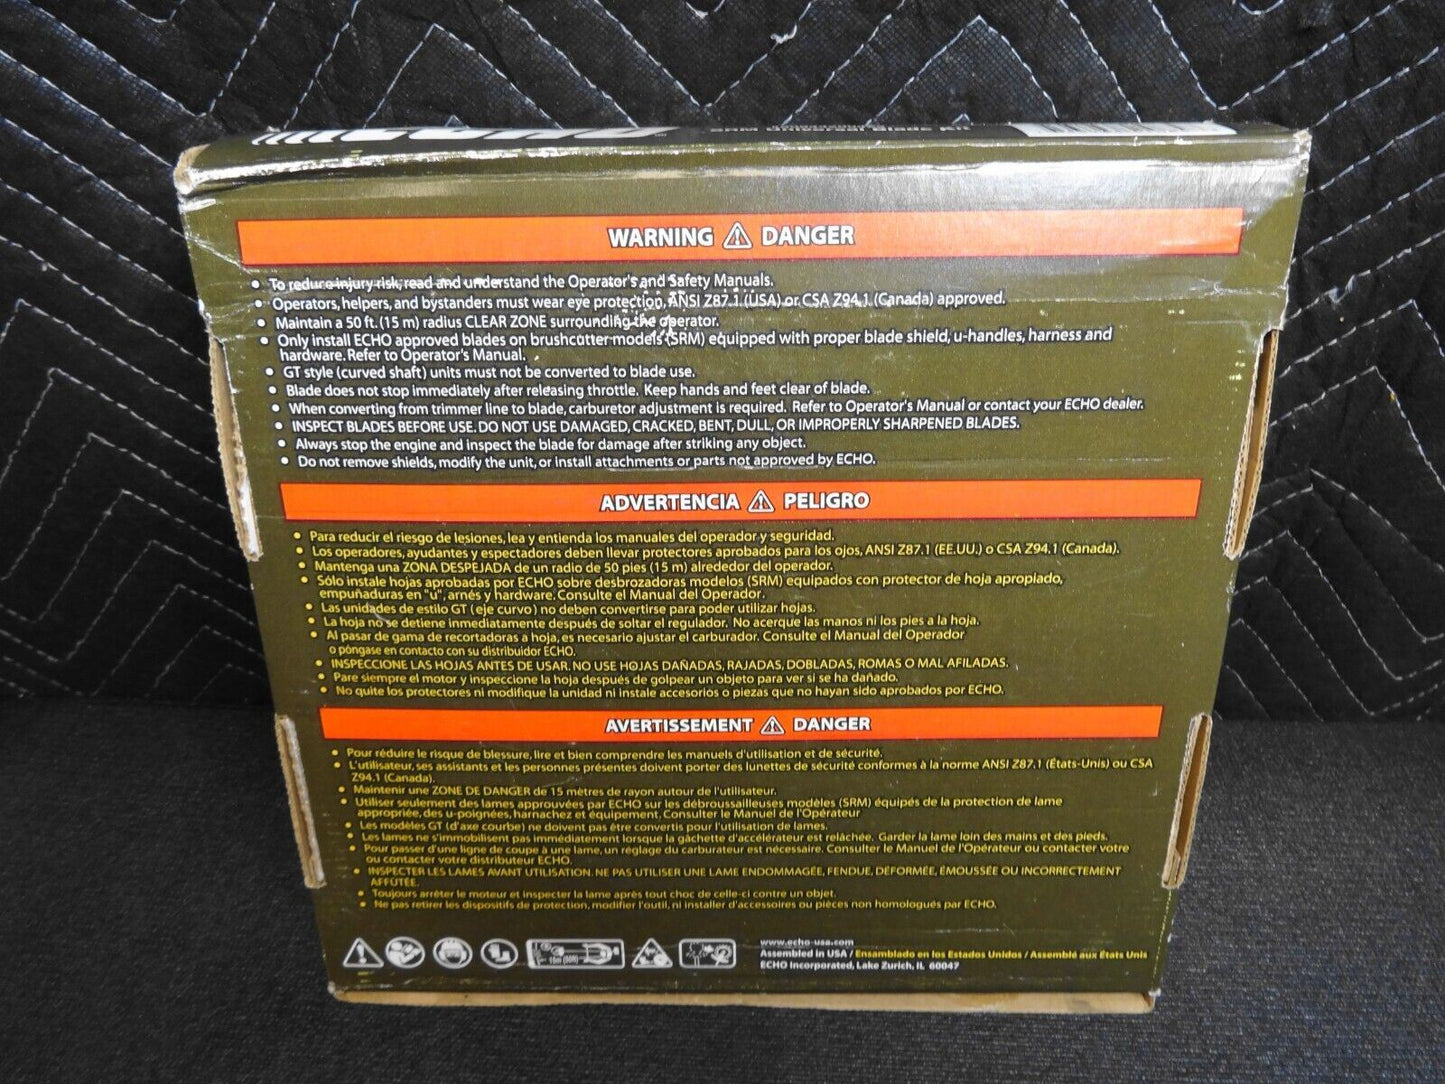 ECHO
SRM Universal Blade Kit
WARNING DANGER
• To reduce injury risk, read and understand the Operator's and Safety Manuals.
• Operators, helpers, and bystanders must wear eye protection, ANSI Z87.1 (USA) or CSA Z94.1 (Canada) approved.
• Maintain a 50 ft. (15 m) radius CLEAR ZONE surrounding the operator.
• Only install ECHO approved blades on brushcutter models (SRM) equipped with proper blade shield, u-handles, harness and
hardware. Refer to Operator's Manual.
• GT style (curved shaft) units must not be converted to blade use.
• Blade does not stop immediately after releasing throttle. Keep hands and feet clear of blade.
• When converting from trimmer line to blade, carburetor adjustment is required. Refer to Operator's Manual or contact your ECHO dealer.
• INSPECT BLADES BEFORE USE. DO NOT USE DAMAGED, CRACKED, BENT, DULL, OR IMPROPERLY SHARPENED BLADES.
• Always stop the engine and inspect the blade for damage after striking any object.
• Do not remove shields, modify the unit, or install attachments or parts not approved by ECHO.
ADVERTENCIA PELIGRO
• Para reducir el riesgo de lesiones, lea y entienda los manuales del operador y seguridad.
• Los operadores, ayudantes y espectadores deben llevar protectores aprobados para los ojos, ANSI Z87.1 (EE.UU.) o CSA Z94.1 (Canada).
• Mantenga una ZONA DESPEJADA de un radio de 50 pies (15 m) alrededor del operador.
• Sólo instale hojas aprobadas por ECHO sobre desbrozadoras modelos (SRM) equipados con protector de hoja apropiado,
empuñaduras en "u", arnés y hardware. Consulte el Manual del Operador.
• Las unidades de estilo GT ( eje curvo ) no deben convertirse para poder utilizar hojas.
• La hoja no se detiene inmediatamente después de soltar el regulador. No acerque las manos ni los pies a la hoja.
• Al pasar de gama de recortadoras a hoja, es necesario ajustar el carburador. Consulte el Manual del Operador
o póngase en contacto con su distribuidor ECHO.
• INSPECCIONE LAS HOJAS ANTES DE USAR. NO USE HOJAS DAÑADAS, RAJADAS, DOBLADAS, ROMAS O MAL AFILADAS.
• Pare siempre el motor y inspeccione la hoja después de golpear un objeto para ver si se ha dañado.
• No quite los protectores ni modifique la unidad ni instale accesorios o piezas que no hayan sido aprobados por ECHO.
AVERTISSEMENT DANGER
• Pour réduire le risque de blessure, lire et bien comprendre les manuels d'utilisation et de sécurité.
• L'utilisateur, ses assistants et les personnes présentes doivent porter des lunettes de sécurité conformes à la norme ANSI Z87.1 (États-Unis) ou CSA
Z94.1 (Canada).
• Maintenir une ZONE DE DANGER de 15 mètres de rayon autour de l'utilisateur.
• Utiliser seulement des lames approuvées par ECHO sur les débroussailleuses modèles (SRM) équipés de la protection de lame
appropriée, des u-poignées, harnachez et équipement. Consulter le Manuel de l'Opérateur
• Les modèles GT (d'axe courbe) ne doivent pas être convertis pour l'utilisation de lames.
• Les lames ne s'immobilisent pas immédiatement lorsque la gâchette d'accélérateur est relâchée. Garder la lame loin des mains et des pieds.
• Pour passer d'une ligne de coupe à une lame, un réglage du carburateur est nécessaire. Consulter le Manuel de l'Opérateur ou contacter votre
ou contacter votre distributeur ECHO.
• INSPECTER LES LAMES AVANT UTILISATION. NE PAS UTILISER UNE LAME ENDOMMAGÉE, FENDUE, DÉFORMÉE, ÉMOUSSÉE OU INCORRECTEMENT
AFFÛTÉE.
• Toujours arrêter le moteur et inspecter la lame après tout choc de celle-ci contre un objet.
• Ne pas retirer les dispositifs de protection, modifier l'outil, ni installer d'accessoires ou pièces non homologués par ECHO.
15m (50ft)
www.echo-usa.com
Assembled in USA / Ensamblado en los Estados Unidos / Assemblé aux États Unis
ECHO Incorporated, Lake Zurich, IL 60047